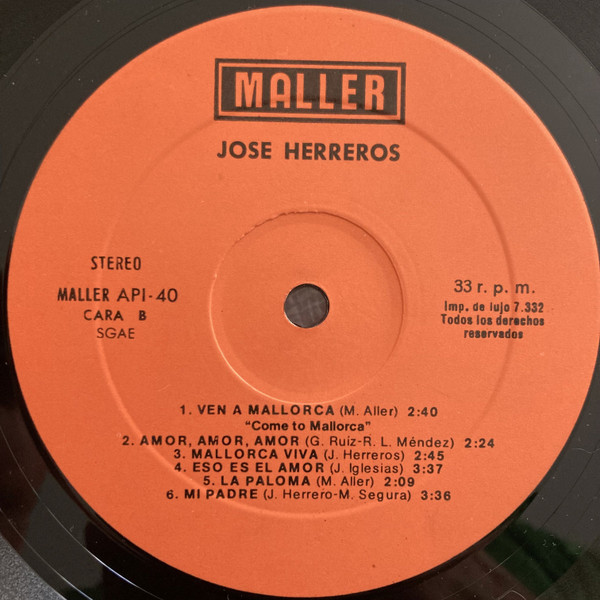 MALLER
JOSE HERREROS
STEREO
MALLER API-40
CARA B
SGAE
33 r. p. m.
Imp. de lujo 7.332
Todos los derechos
reservados
1. VEN A MALLORCA (M. Aller) 2:40
"Come to Mallorca"
2. AMOR, AMOR, AMOR (G. Ruíz-R. L. Méndez) 2:24
3. MALLORCA VIVA (J. Herreros) 2:45
4. ESO ES EL AMOR (J. Iglesias) 3:37
5. LA PALOMA (M. Aller) 2:09
6. MI PADRE (J. Herrero-M. Segura) 3:36